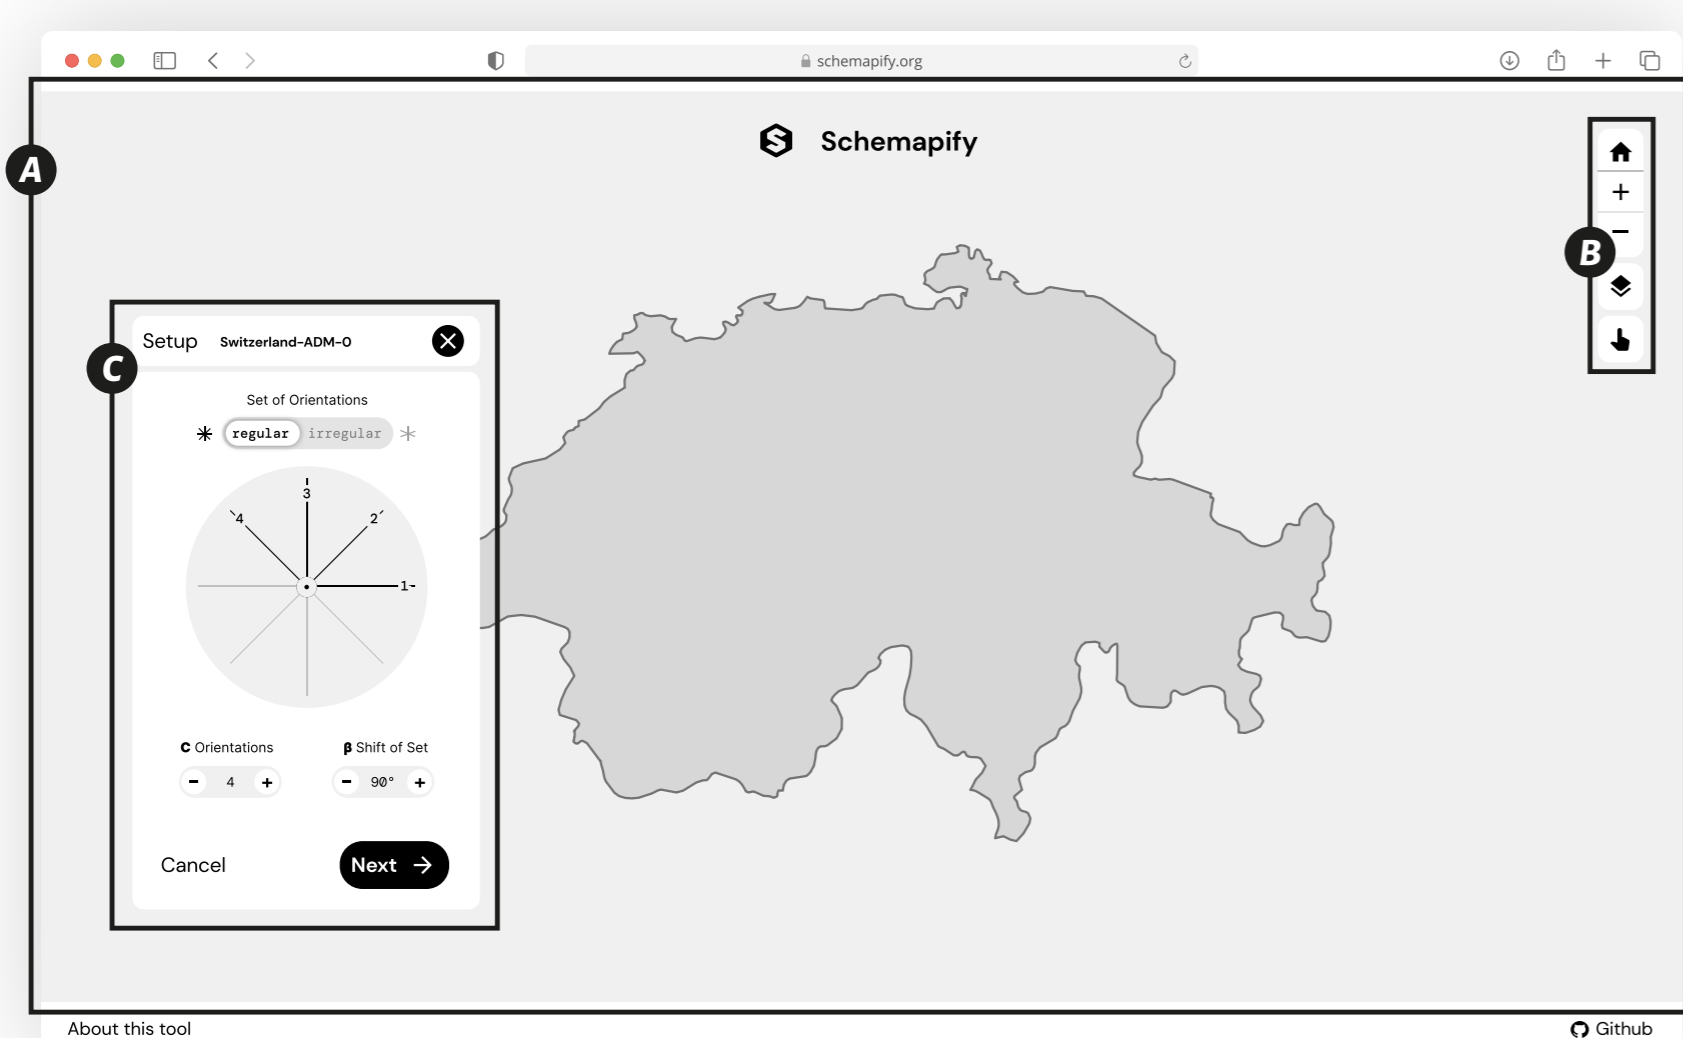 schemapify.org
Schemapify
A
B
C
Setup Switzerland-ADM-0
Set of Orientations
regular irregular
3
4 2
1
C Orientations β Shift of Set
- 4 + - 90° +
Cancel Next →
About this tool Github